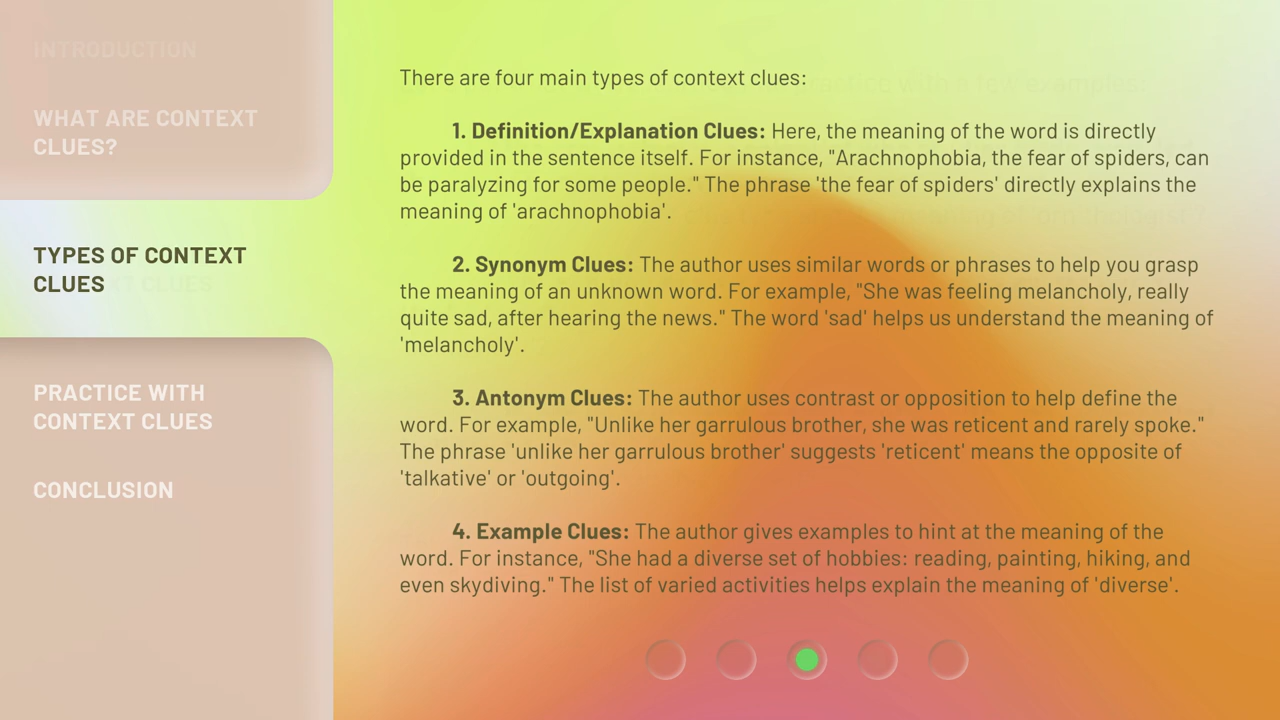 INTRODUCTION
WHAT ARE CONTEXT
CLUES?
TYPES OF CONTEXT
CLUES
PRACTICE WITH
CONTEXT CLUES
CONCLUSION
There are four main types of context clues:
1. Definition/Explanation Clues: Here, the meaning of the word is directly
provided in the sentence itself. For instance, "Arachnophobia, the fear of spiders, can
be paralyzing for some people." The phrase 'the fear of spiders' directly explains the
meaning of 'arachnophobia'.
2. Synonym Clues: The author uses similar words or phrases to help you grasp
the meaning of an unknown word. For example, "She was feeling melancholy, really
quite sad, after hearing the news." The word 'sad' helps us understand the meaning of
'melancholy'.
3. Antonym Clues: The author uses contrast or opposition to help define the
word. For example, "Unlike her garrulous brother, she was reticent and rarely spoke."
The phrase 'unlike her garrulous brother' suggests 'reticent' means the opposite of
'talkative' or 'outgoing'.
4. Example Clues: The author gives examples to hint at the meaning of the
word. For instance, "She had a diverse set of hobbies: reading, painting, hiking, and
even skydiving." The list of varied activities helps explain the meaning of 'diverse'.